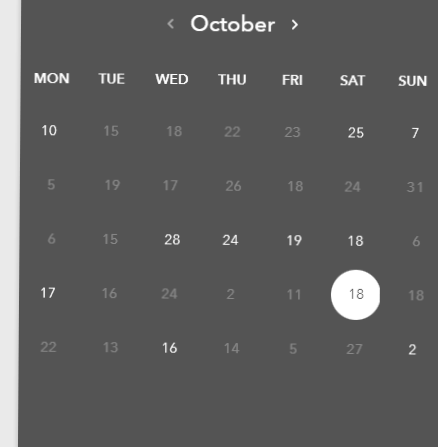 ‹ October ›
MON TUE WED THU FRI SAT SUN
10 15 18 22 23 25 7
5 19 17 26 18 24 31
6 15 28 24 19 18 6
17 16 24 2 11 18 18
22 13 16 14 5 27 2